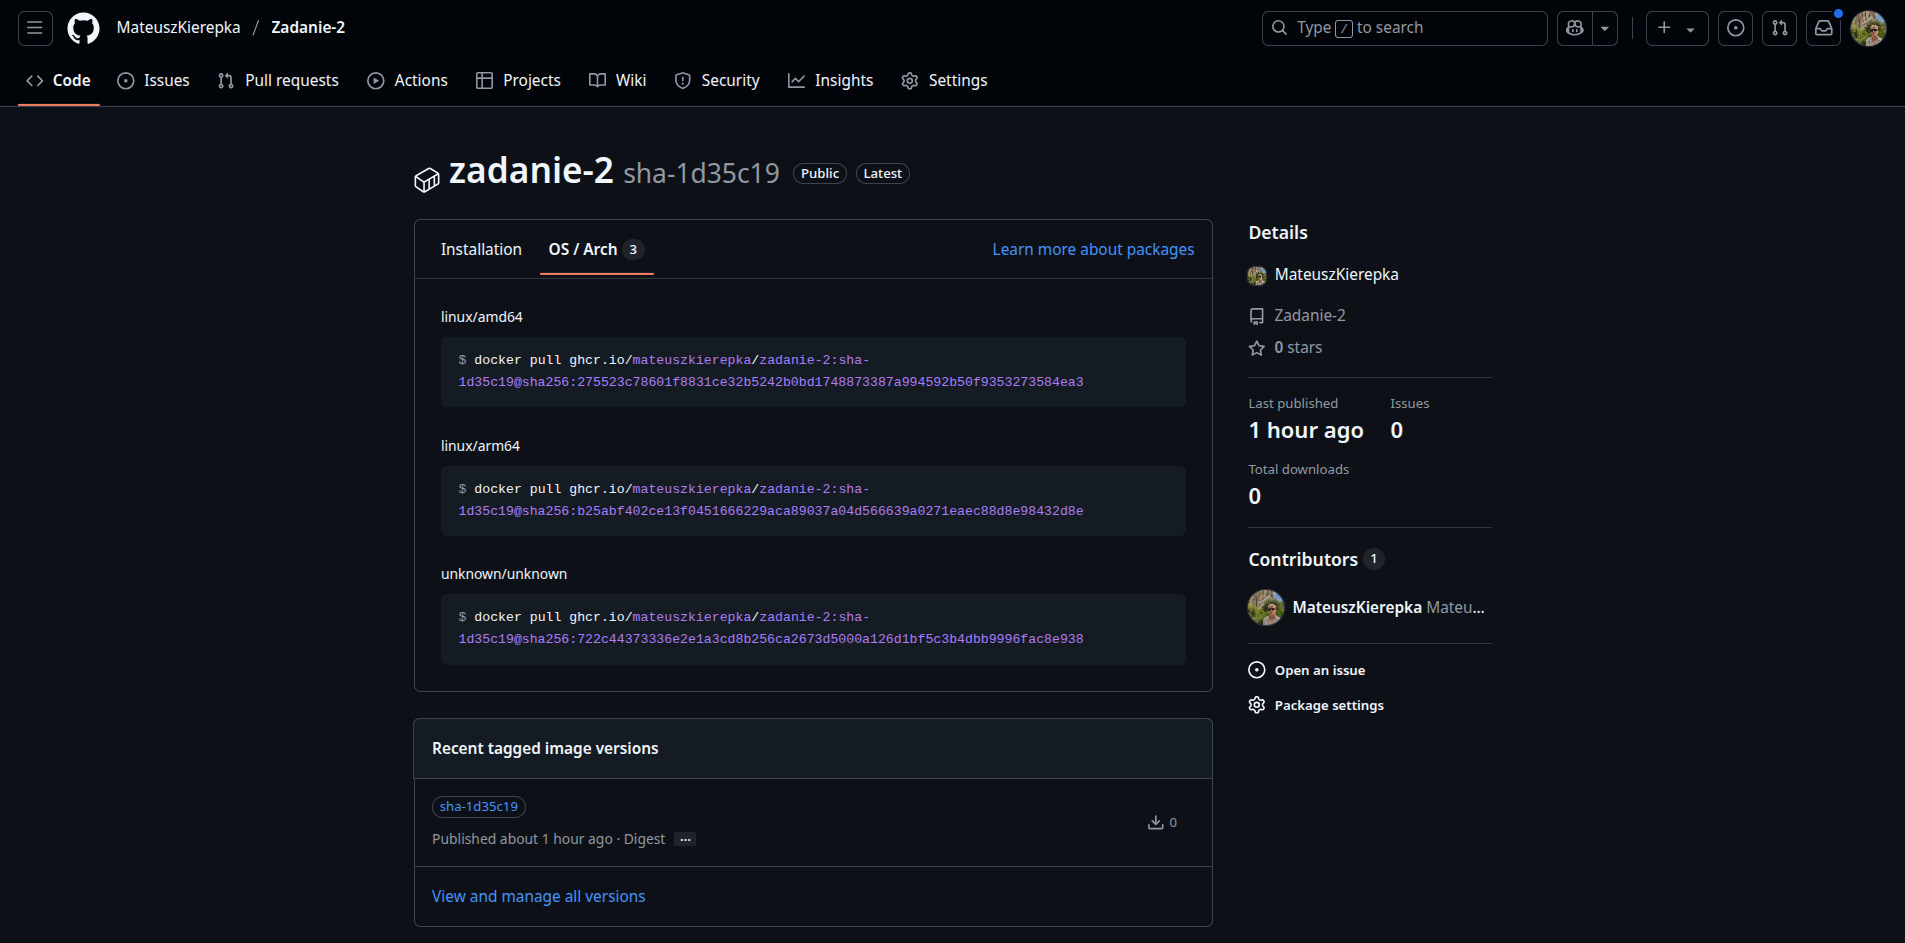 MateuszKierepka / Zadanie-2
Type / to search
Code Issues Pull requests Actions Projects Wiki Security Insights Settings
zadanie-2 sha-1d35c19 Public Latest
Installation OS / Arch 3 Learn more about packages
linux/amd64
$ docker pull ghcr.io/mateuszkierepka/zadanie-2:sha-
1d35c19@sha256:275523c78601f8831ce32b5242b0bd1748873387a994592b50f9353273584ea3
linux/arm64
$ docker pull ghcr.io/mateuszkierepka/zadanie-2:sha-
1d35c19@sha256:b25abf402ce13f0451666229aca89037a04d566639a0271eaec88d8e98432d8e
unknown/unknown
$ docker pull ghcr.io/mateuszkierepka/zadanie-2:sha-
1d35c19@sha256:722c44373336e2e1a3cd8b256ca2673d5000a126d1bf5c3b4dbb9996fac8e938
Recent tagged image versions
sha-1d35c19
Published about 1 hour ago · Digest ...
0
View and manage all versions
Details
MateuszKierepka
Zadanie-2
0 stars
Last published Issues
1 hour ago 0
Total downloads
0
Contributors 1
MateuszKierepka Mateu...
Open an issue
Package settings